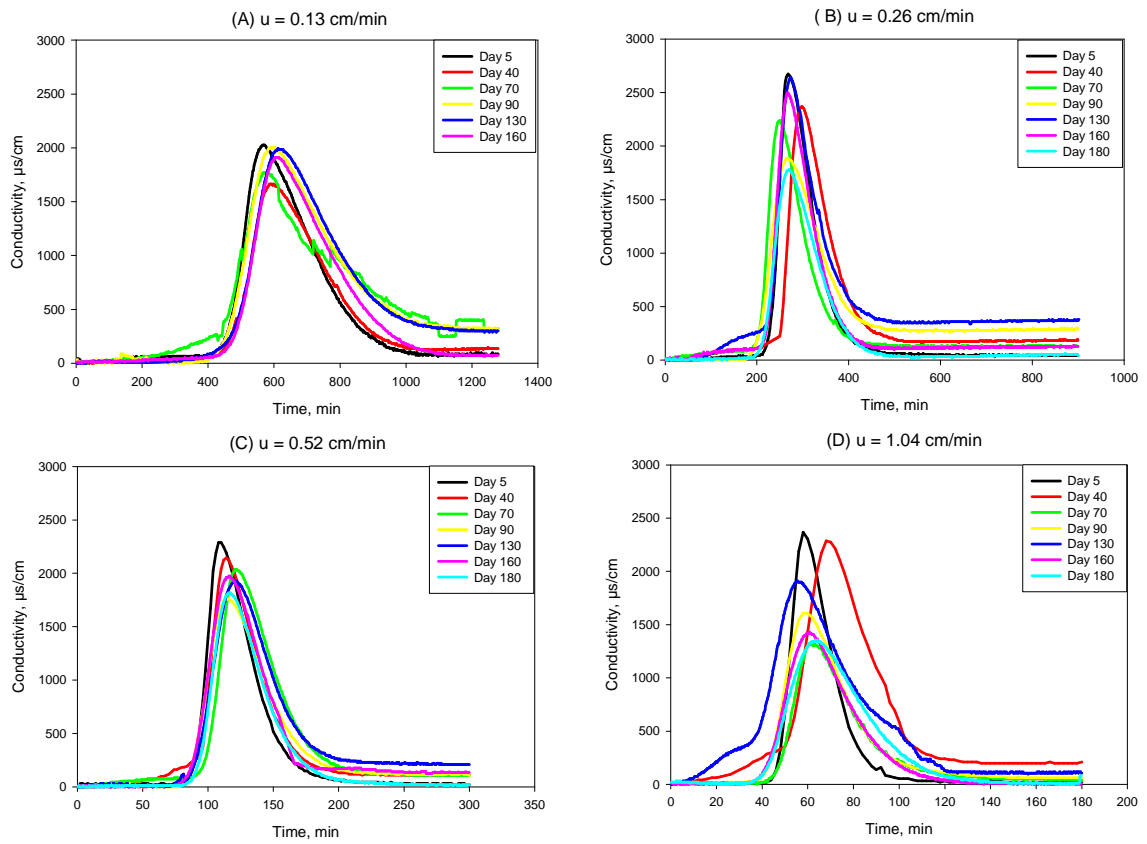 (A) u = 0.13 cm/min
Conductivity, µs/cm
3000
2500
2000
1500
1000
500
0
Day 5
Day 40
Day 70
Day 90
Day 130
Day 160
0 200 400 600 800 1000 1200 1400
Time, min
( B) u = 0.26 cm/min
Conductivity, µs/cm
3000
2500
2000
1500
1000
500
0
Day 5
Day 40
Day 70
Day 90
Day 130
Day 160
Day 180
0 200 400 600 800 1000
Time, min
(C) u = 0.52 cm/min
Conductivity, µs/cm
3000
2500
2000
1500
1000
500
0
Day 5
Day 40
Day 70
Day 90
Day 130
Day 160
Day 180
0 50 100 150 200 250 300 350
Time, min
(D) u = 1.04 cm/min
Conductivity, µs/cm
3000
2500
2000
1500
1000
500
0
Day 5
Day 40
Day 70
Day 90
Day 130
Day 160
Day 180
0 20 40 60 80 100 120 140 160 180 200
Time, min